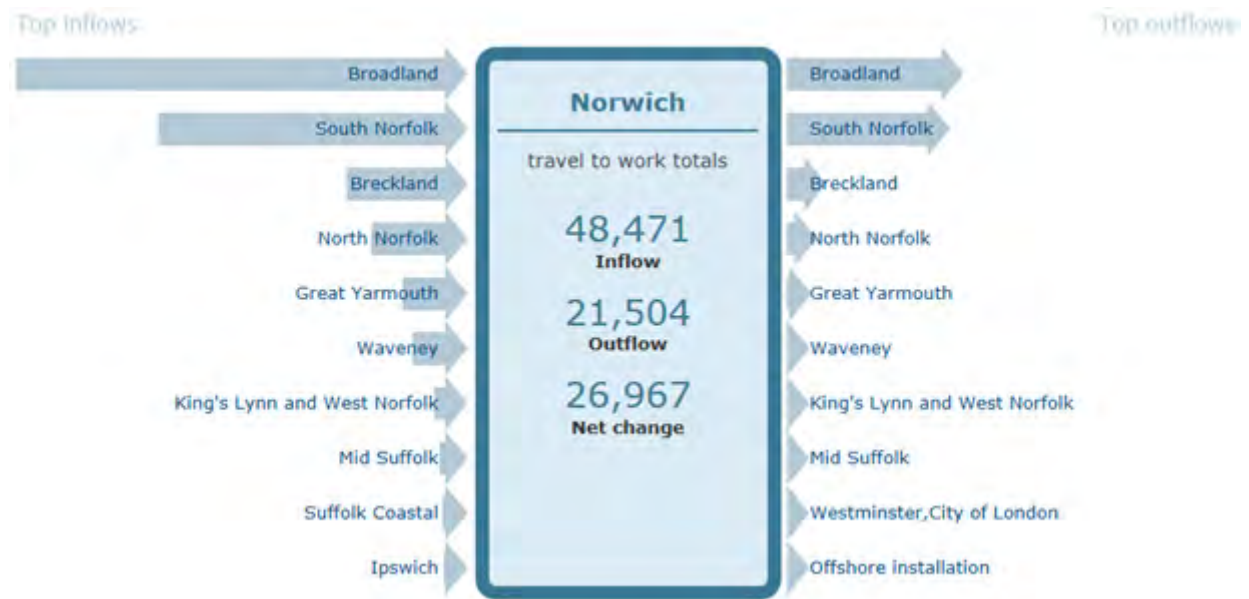 Top inflows
Top outflows
Broadland
South Norfolk
Breckland
North Norfolk
Great Yarmouth
Waveney
King's Lynn and West Norfolk
Mid Suffolk
Suffolk Coastal
Ipswich
Norwich
travel to work totals
48,471
Inflow
21,504
Outflow
26,967
Net change
Broadland
South Norfolk
Breckland
North Norfolk
Great Yarmouth
Waveney
King's Lynn and West Norfolk
Mid Suffolk
Westminster,City of London
Offshore installation